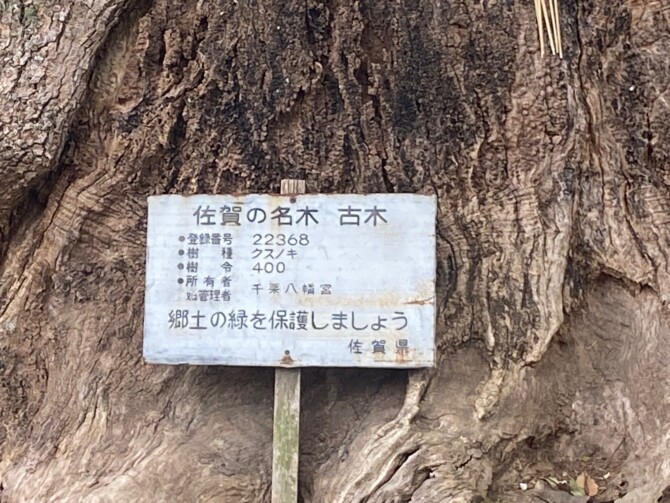 佐賀の名木 古木
●登録番号 22368
●樹種 クスノキ
●樹令 400
●所有者 千栗八幡宮
又は管理者
郷土の緑を保護しましょう
佐賀県